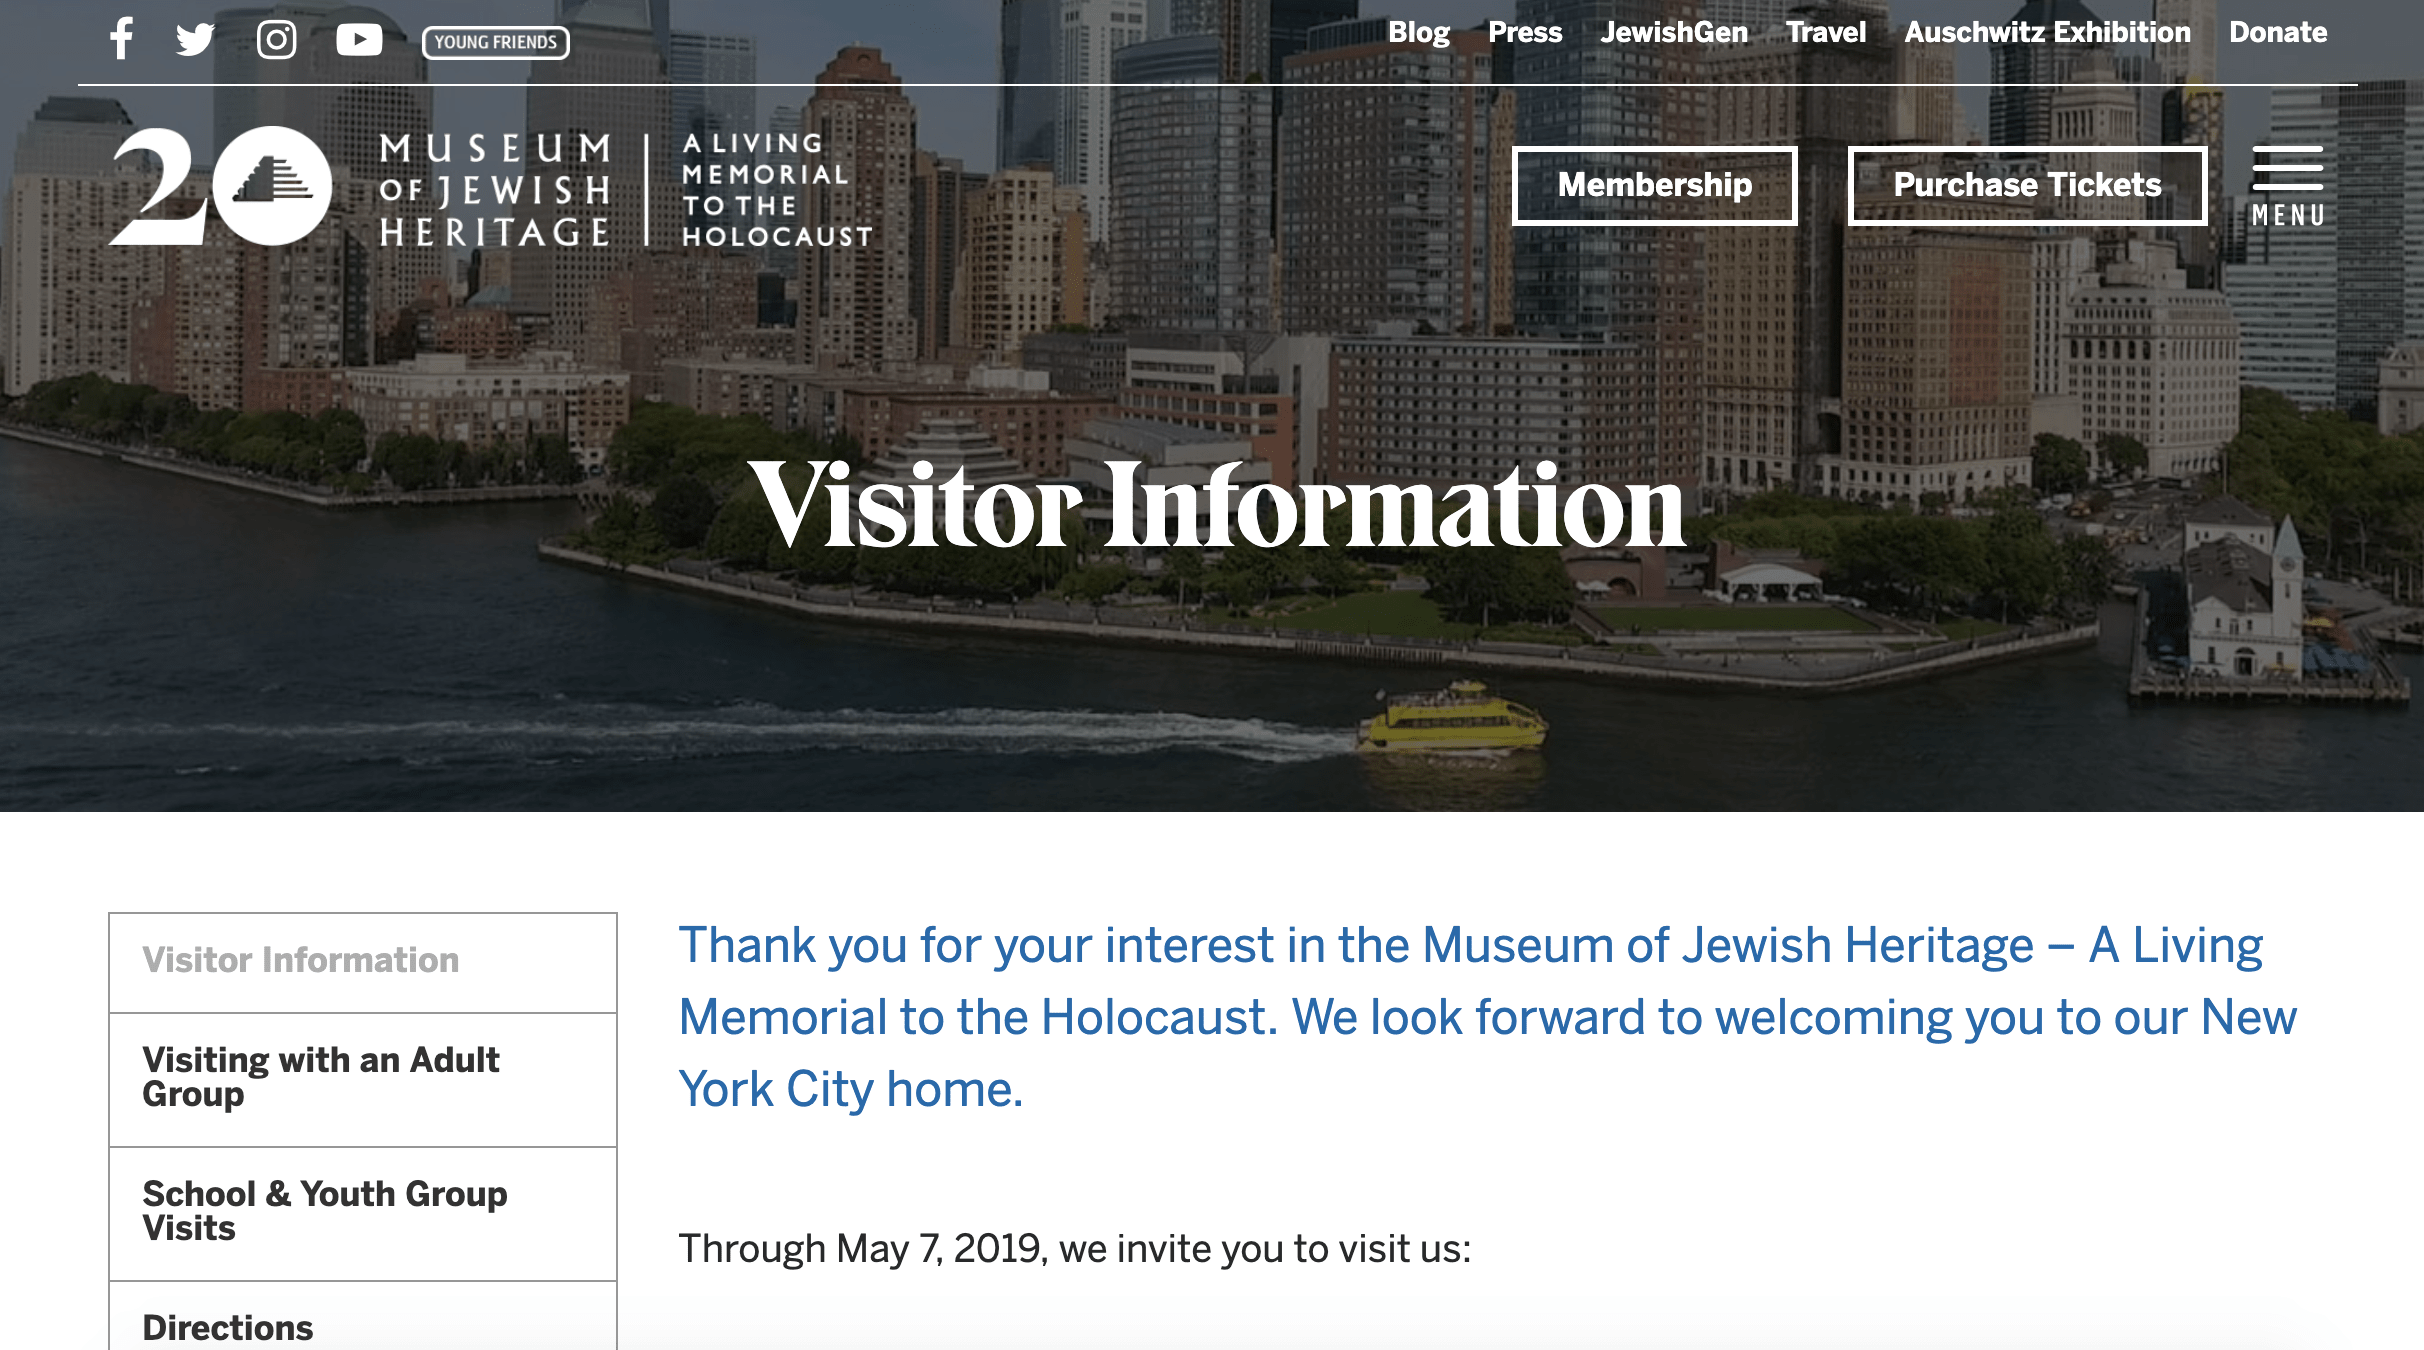 YOUNG FRIENDS
Blog Press JewishGen Travel Auschwitz Exhibition Donate
20
MUSEUM
OF JEWISH
HERITAGE
A LIVING
MEMORIAL
TO THE
HOLOCAUST
Membership
Purchase Tickets
MENU
Visitor Information
Visitor Information
Visiting with an Adult
Group
School & Youth Group
Visits
Directions
Thank you for your interest in the Museum of Jewish Heritage – A Living
Memorial to the Holocaust. We look forward to welcoming you to our New
York City home.
Through May 7, 2019, we invite you to visit us: